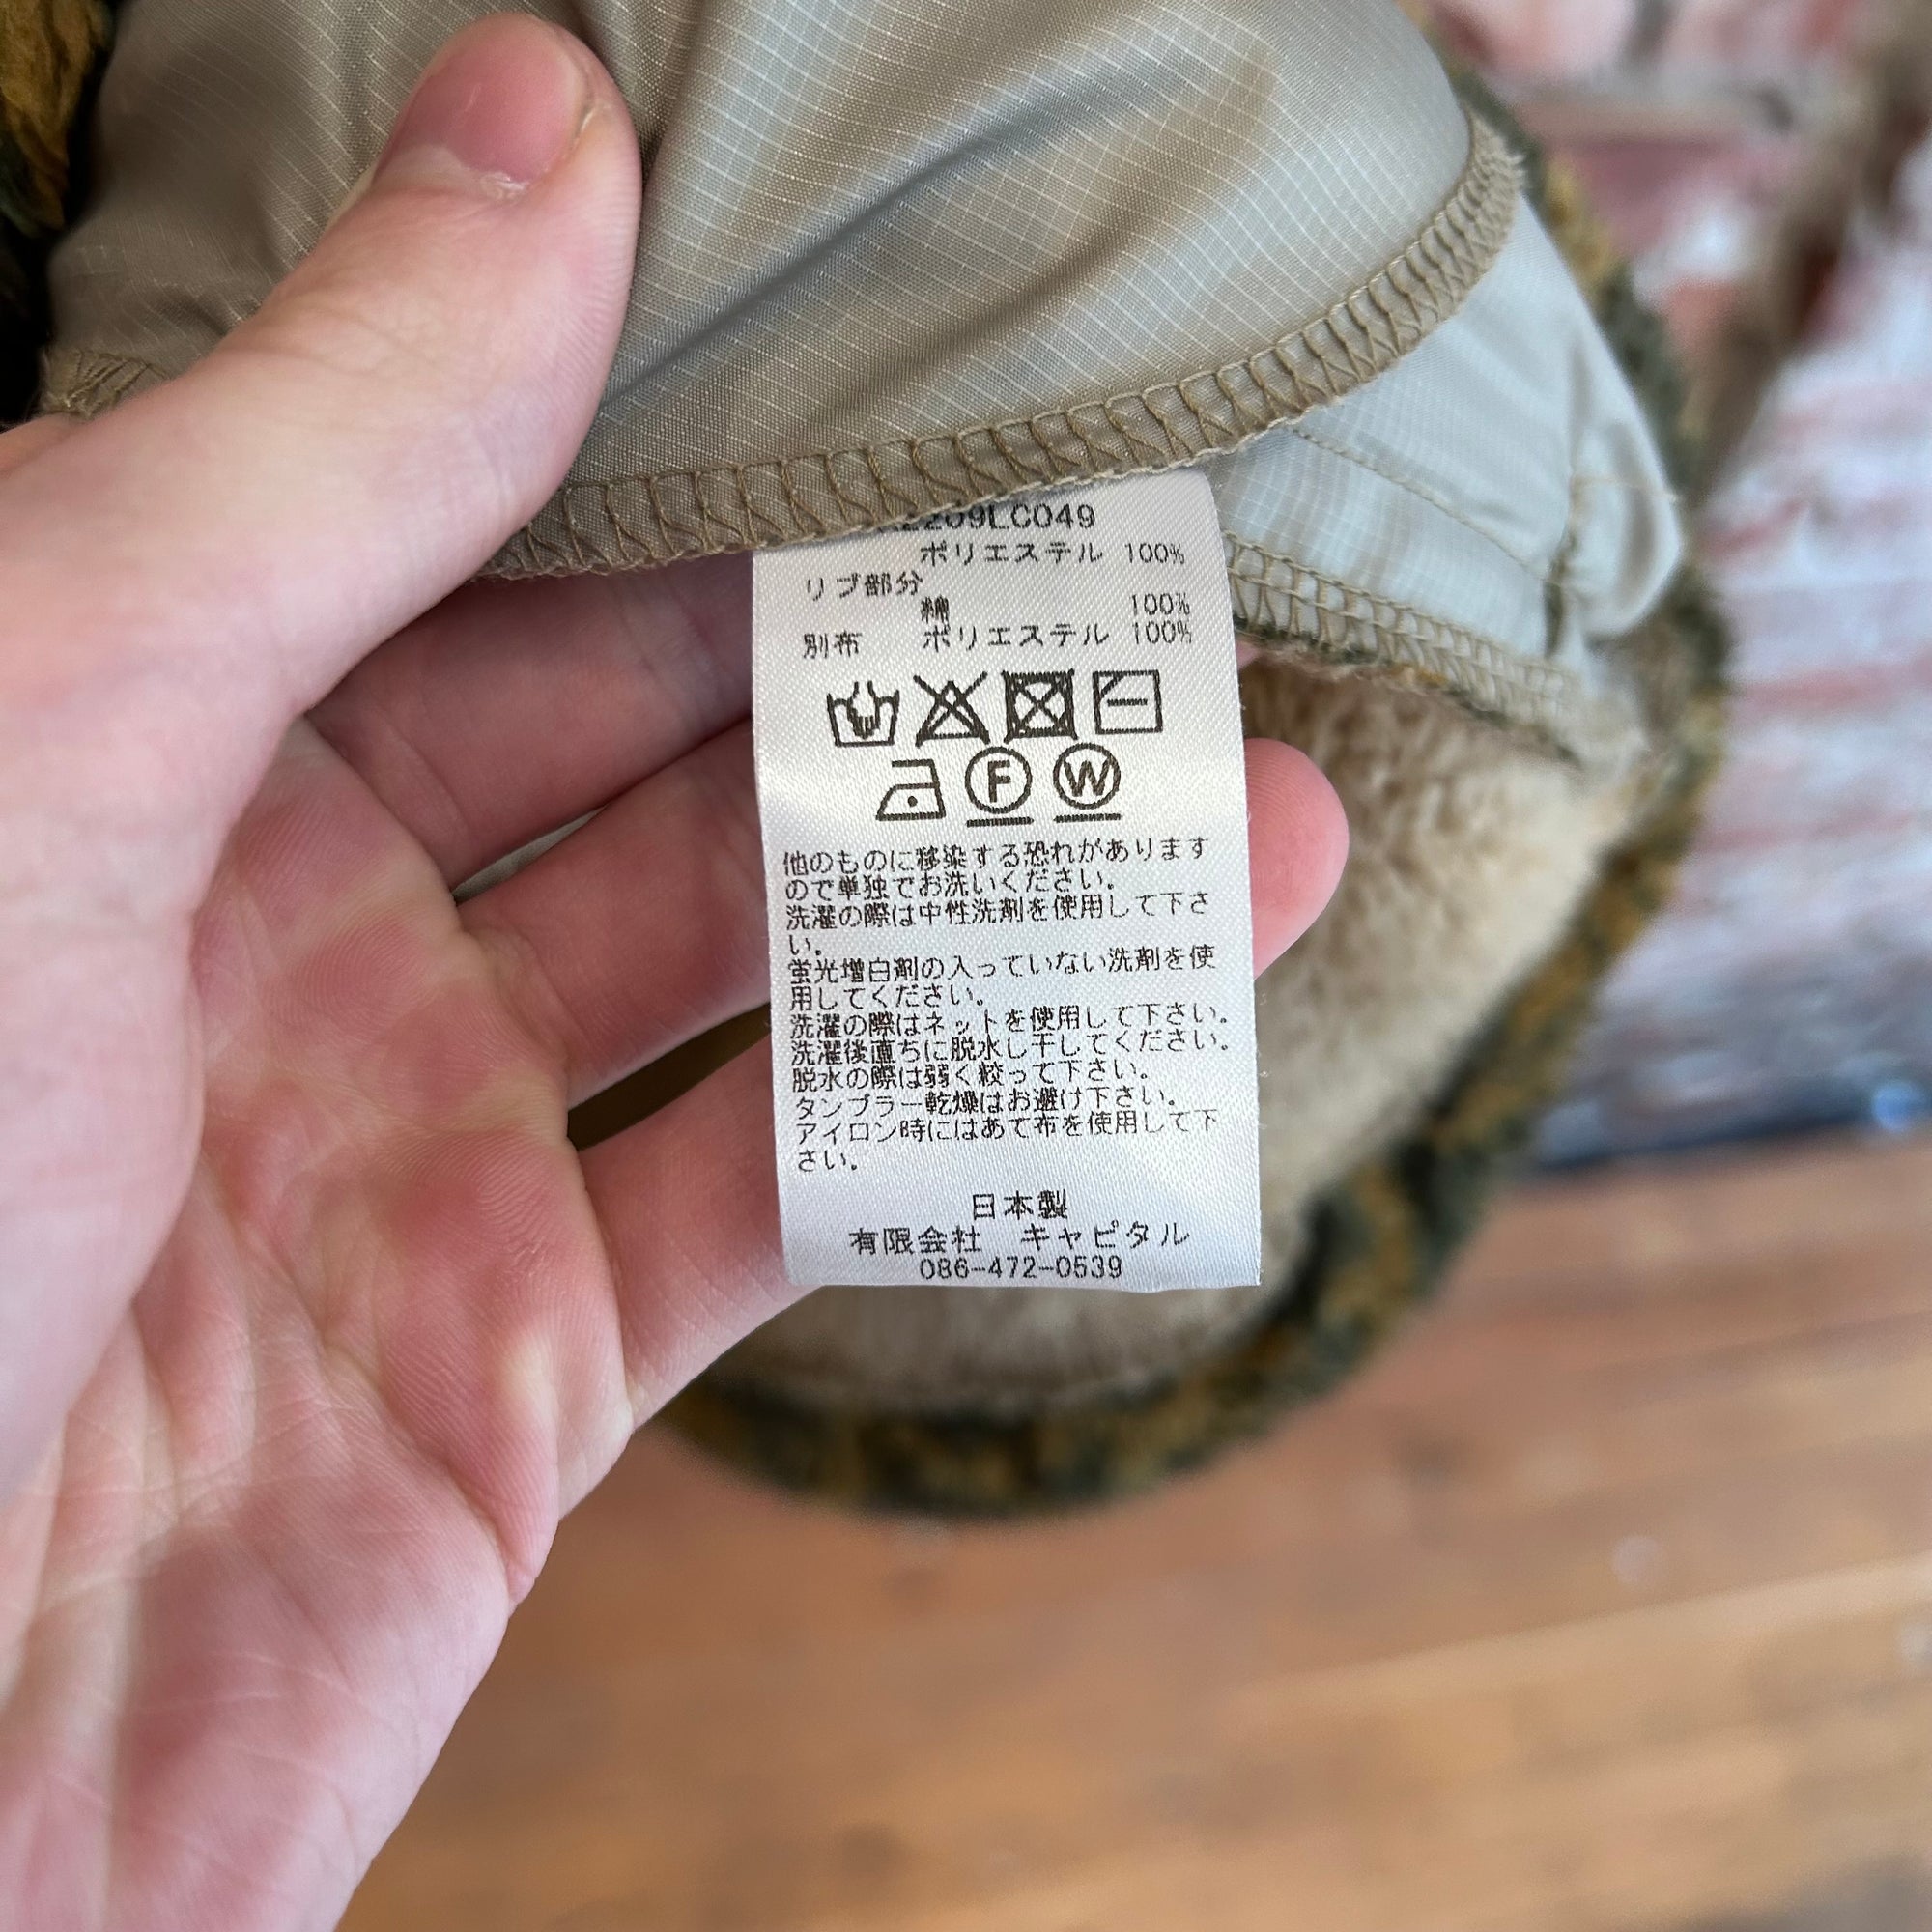 2209LC049
ポリエステル 100%
リブ部分
綿 100%
別布 ポリエステル 100%
F W
他のものに移染する恐れがあります
ので単独でお洗いください。
洗濯の際は中性洗剤を使用して下さ
い。
蛍光増白剤の入っていない洗剤を使
用してください。
洗濯の際はネットを使用して下さい。
洗濯後直ちに脱水し干してください。
脱水の際は弱く絞って下さい。
タンブラー乾燥はお避け下さい。
アイロン時にはあて布を使用して下
さい。
日本製
有限会社 キャピタル
086-472-0539